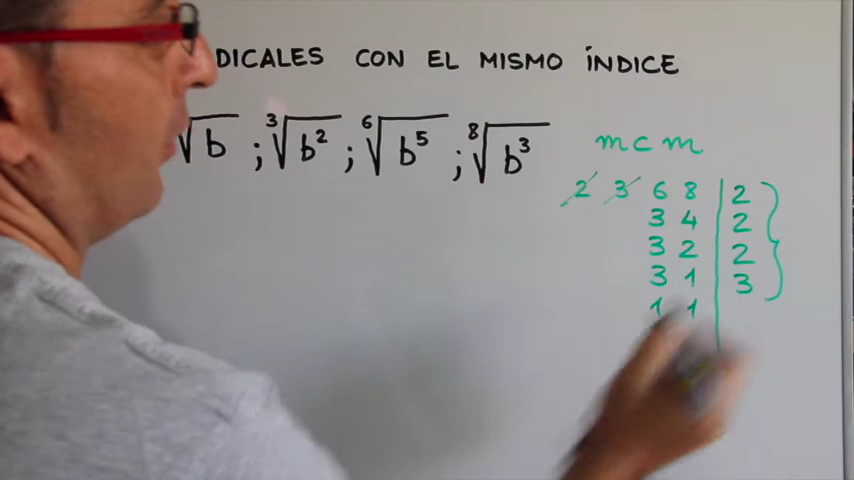 DICALES CON EL MISMO ÍNDICE
√b ; ³√b² ; ⁶√b⁵ ; ⁸√b³
m c m
2 3 6 8 | 2
3 4 | 2
3 2 | 2
3 1 | 3
1 1 |